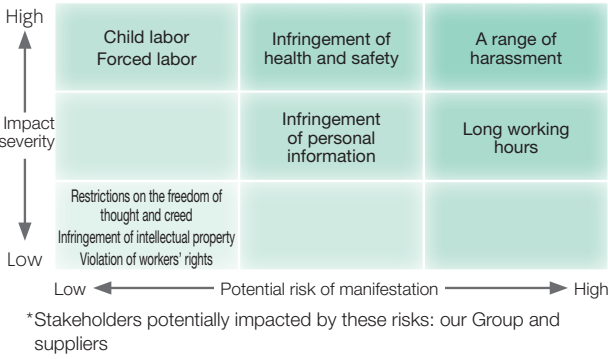 High
Impact
severity
Low
Child labor
Forced labor
Infringement of
health and safety
A range of
harassment
Infringement
of personal
information
Long working
hours
Restrictions on the freedom of
thought and creed
Infringement of intellectual property
Violation of workers' rights
Low Potential risk of manifestation High
*Stakeholders potentially impacted by these risks: our Group and
suppliers